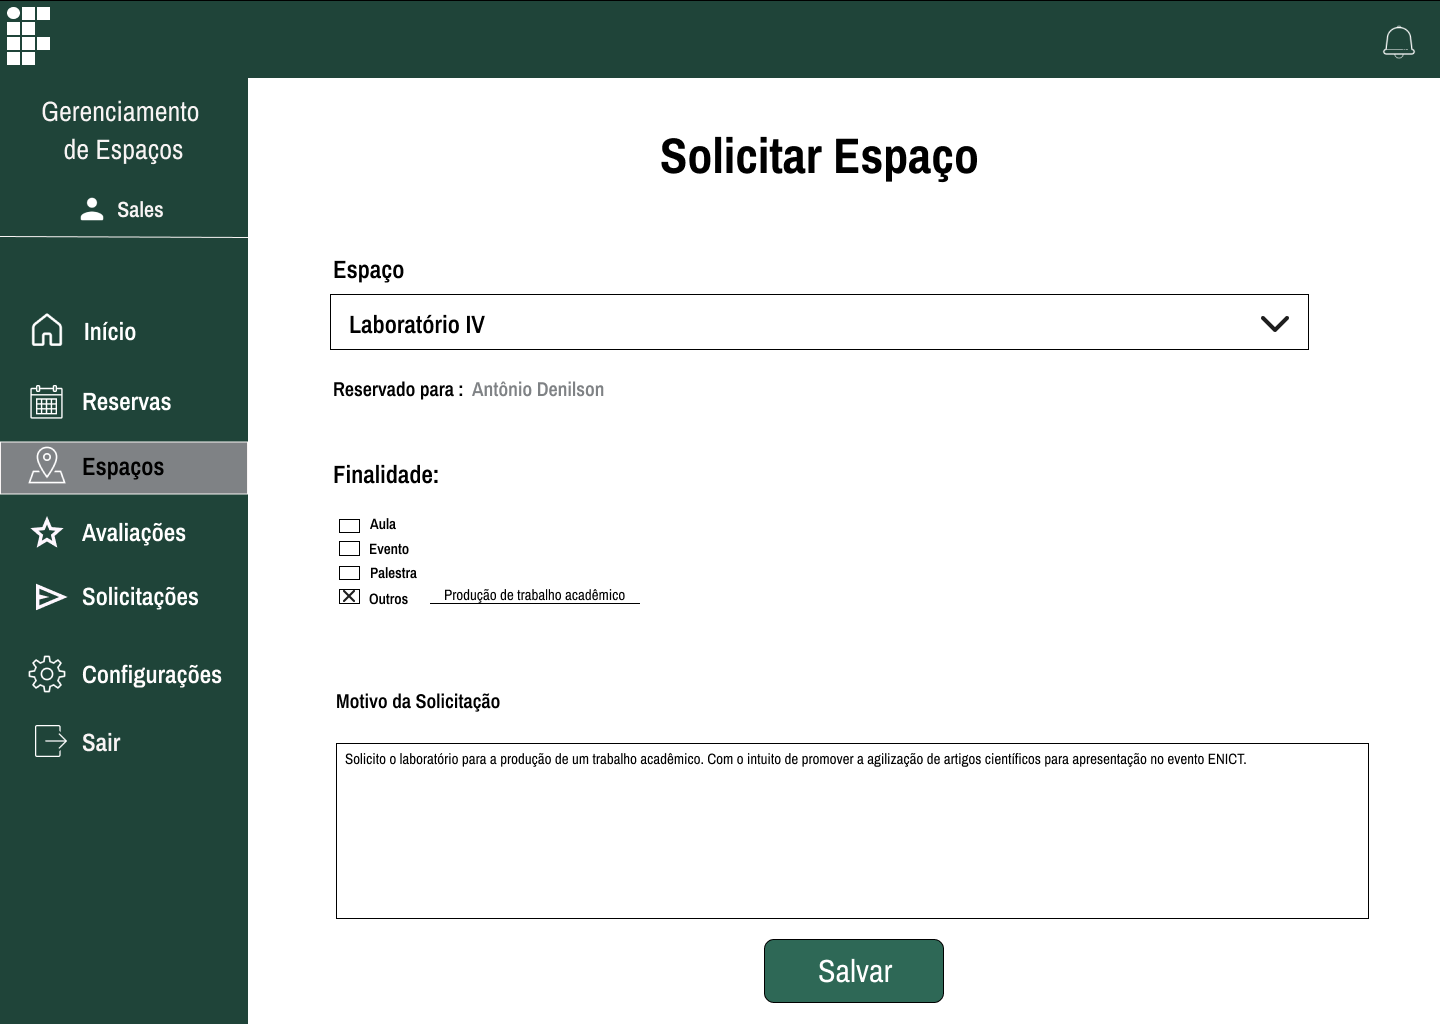 Gerenciamento
de Espaços
Sales
Início
Reservas
Espaços
Avaliações
Solicitações
Configurações
Sair
Solicitar Espaço
Espaço
Laboratório IV
Reservado para : Antônio Denilson
Finalidade:
Aula
Evento
Palestra
Outros Produção de trabalho acadêmico
Motivo da Solicitação
Solicito o laboratório para a produção de um trabalho acadêmico. Com o intuito de promover a agilização de artigos científicos para apresentação no evento ENICT.
Salvar